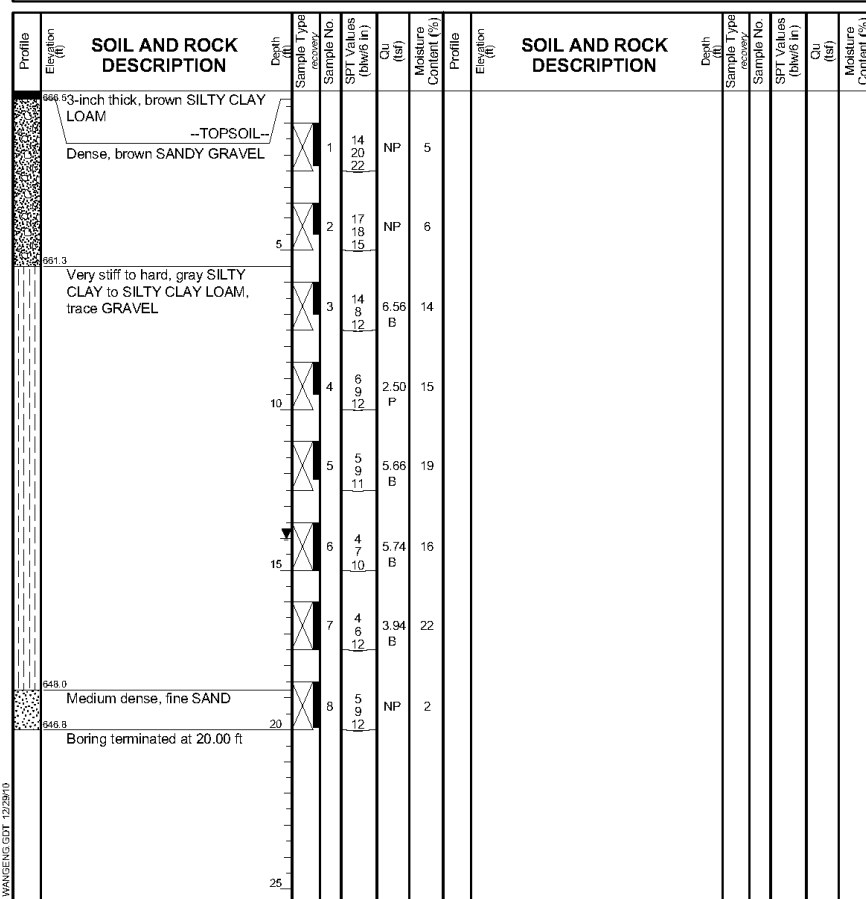 Profile
Elevation (ft)
SOIL AND ROCK DESCRIPTION
Depth (ft)
Sample Type recovery
Sample No.
SPT Values (blw/6 in)
Qu (tsf)
Moisture Content (%)
Profile
Elevation (ft)
SOIL AND ROCK DESCRIPTION
Depth (ft)
Sample Type recovery
Sample No.
SPT Values (blw/6 in)
Qu (tsf)
Moisture Content (%)
666.5 3-inch thick, brown SILTY CLAY
LOAM
--TOPSOIL--
Dense, brown SANDY GRAVEL
1 14 20 22 NP 5
2 17 18 15 NP 6
5
661.3
Very stiff to hard, gray SILTY
CLAY to SILTY CLAY LOAM,
trace GRAVEL
3 14 8 12 6.56 B 14
4 6 9 12 2.50 P 15
10
5 5 9 11 5.66 B 19
6 4 7 10 5.74 B 16
15
7 4 6 12 3.94 B 22
648.0
Medium dense, fine SAND
8 5 9 12 NP 2
646.8 20
Boring terminated at 20.00 ft
25
WANGENG.GDT 12/29/10